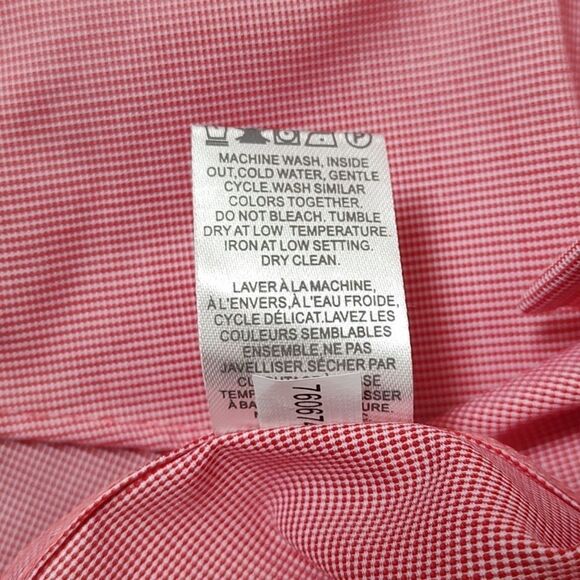 MACHINE WASH, INSIDE
OUT,COLD WATER, GENTLE
CYCLE.WASH SIMILAR
COLORS TOGETHER.
DO NOT BLEACH. TUMBLE
DRY AT LOW TEMPERATURE.
IRON AT LOW SETTING.
DRY CLEAN.
LAVER À LA MACHINE,
À L'ENVERS,À L'EAU FROIDE,
CYCLE DÉLICAT.LAVEZ LES
COULEURS SEMBLABLES
ENSEMBLE,NE PAS
JAVELLISER.SÉCHER PAR
76067